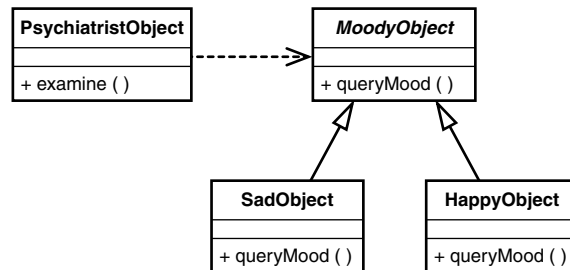 PsychiatristObject
+ examine ( )
MoodyObject
+ queryMood ( )
SadObject
+ queryMood ( )
HappyObject
+ queryMood ( )